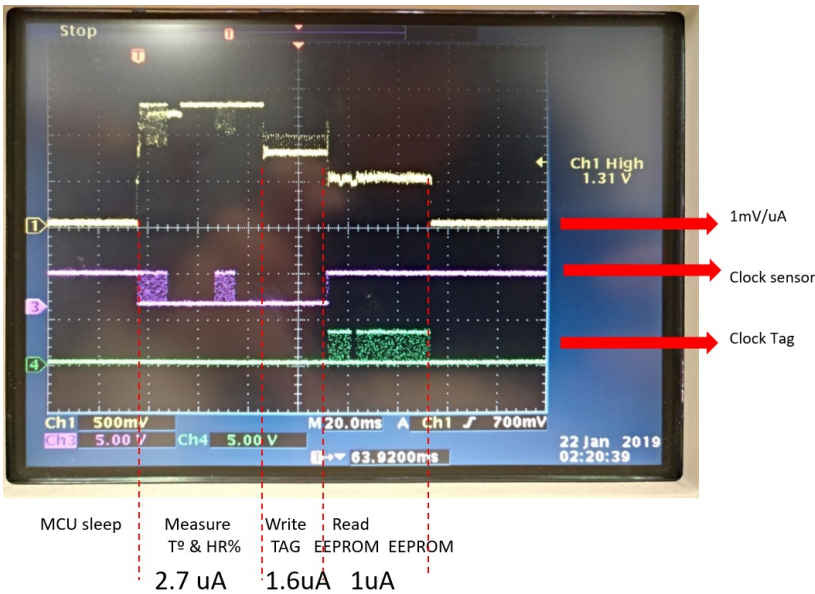 Stop
T
T
Ch1 High
1.31 V
1
3
4
1mV/uA
Clock sensor
Clock Tag
Ch1 500mV M 20.0ms A Ch1 700mV
Ch3 5.00 V Ch4 5.00 V
T 63.9200ms
22 Jan 2019
02:20:39
MCU sleep Measure Write Read
Tº & HR% TAG EEPROM EEPROM
2.7 uA 1.6uA 1uA